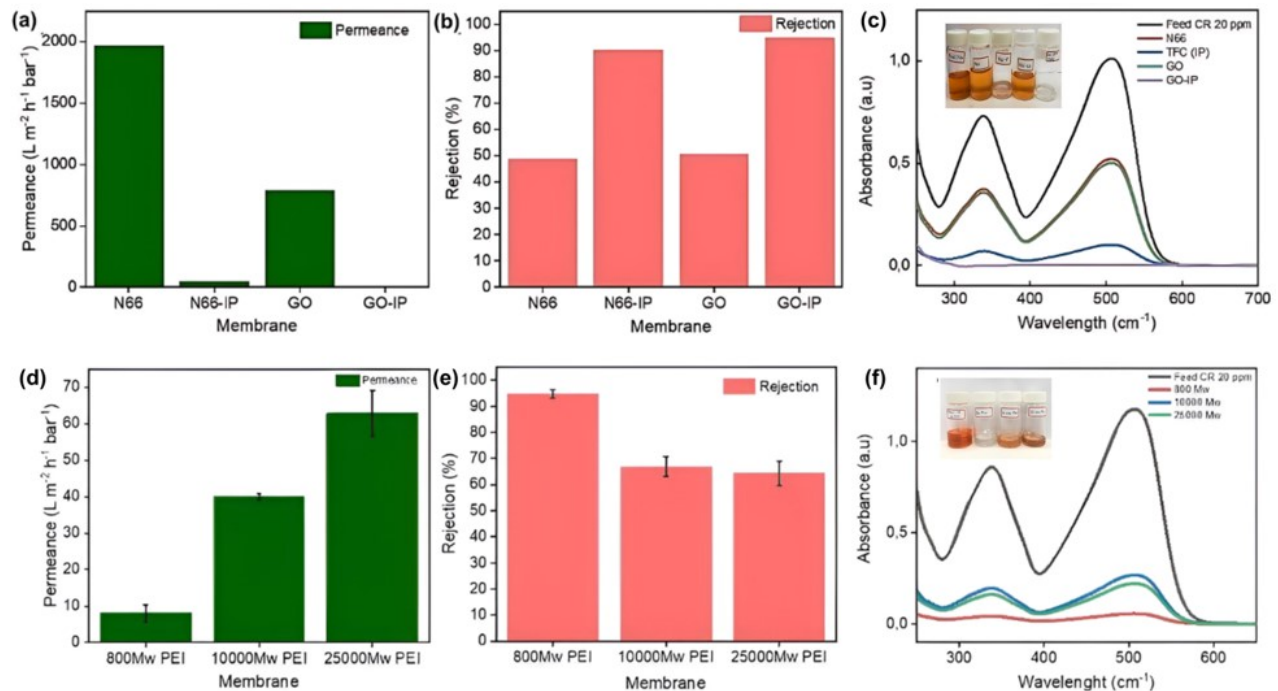 (a)
Permeance
Permeance (L m⁻² h⁻¹ bar⁻¹)
2000
1500
1000
500
0
N66
N66-IP
GO
GO-IP
Membrane
(b)
Rejection
Rejection (%)
100
90
80
70
60
50
40
30
20
10
0
N66
N66-IP
GO
GO-IP
Membrane
(c)
Feed CR 20 ppm
N66
TFC (IP)
GO
GO-IP
Absorbance (a.u)
1,0
0,5
0,0
300
400
500
600
700
Wavelength (cm⁻¹)
(d)
Permeance
Permeance (L m⁻² h⁻¹ bar⁻¹)
70
60
50
40
30
20
10
0
800Mw PEI
10000Mw PEI
25000Mw PEI
Membrane
(e)
Rejection
Rejection (%)
100
90
80
70
60
50
40
30
20
10
0
800Mw PEI
10000Mw PEI
25000Mw PEI
Membrane
(f)
Feed CR 20 ppm
800 Mw
10000 Mw
25000 Mw
Absorbance (a.u)
1,0
0,5
0,0
300
400
500
600
Wavelenght (cm⁻¹)